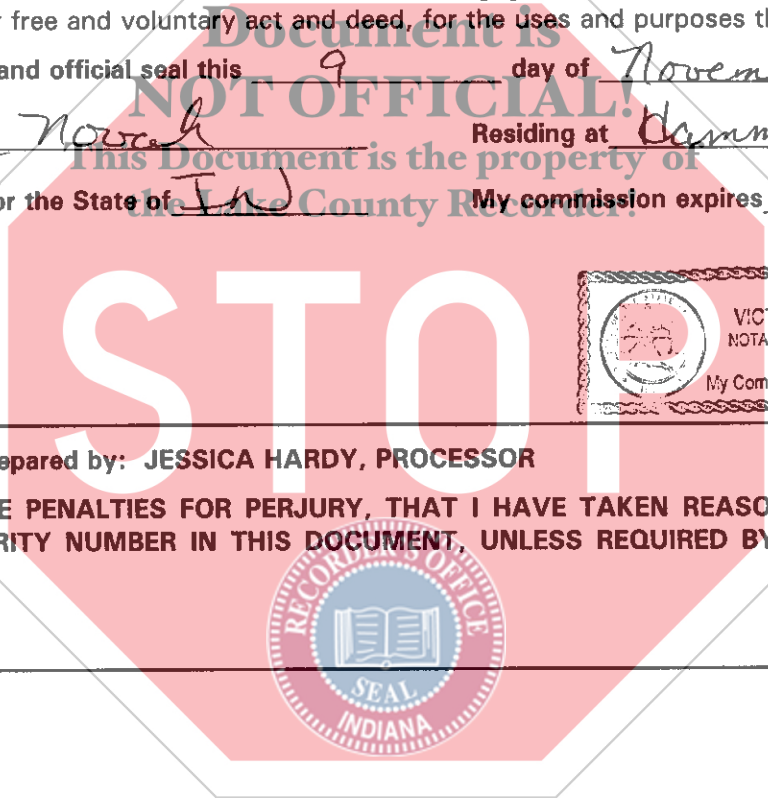 r free and voluntary act and deed, for the uses and purposes t
Document is
and official seal this 9 day of Novem
NOT OFFICIAL!
Novak Residing at Hamm
This Document is the property of
or the State of IN My commission expires
the Lake County Recorder!
STOP
VIC
NOTA
My Com
epared by: JESSICA HARDY, PROCESSOR
E PENALTIES FOR PERJURY, THAT I HAVE TAKEN REASO
RITY NUMBER IN THIS DOCUMENT, UNLESS REQUIRED BY
RECORDER'S OFFICE
SEAL
INDIANA